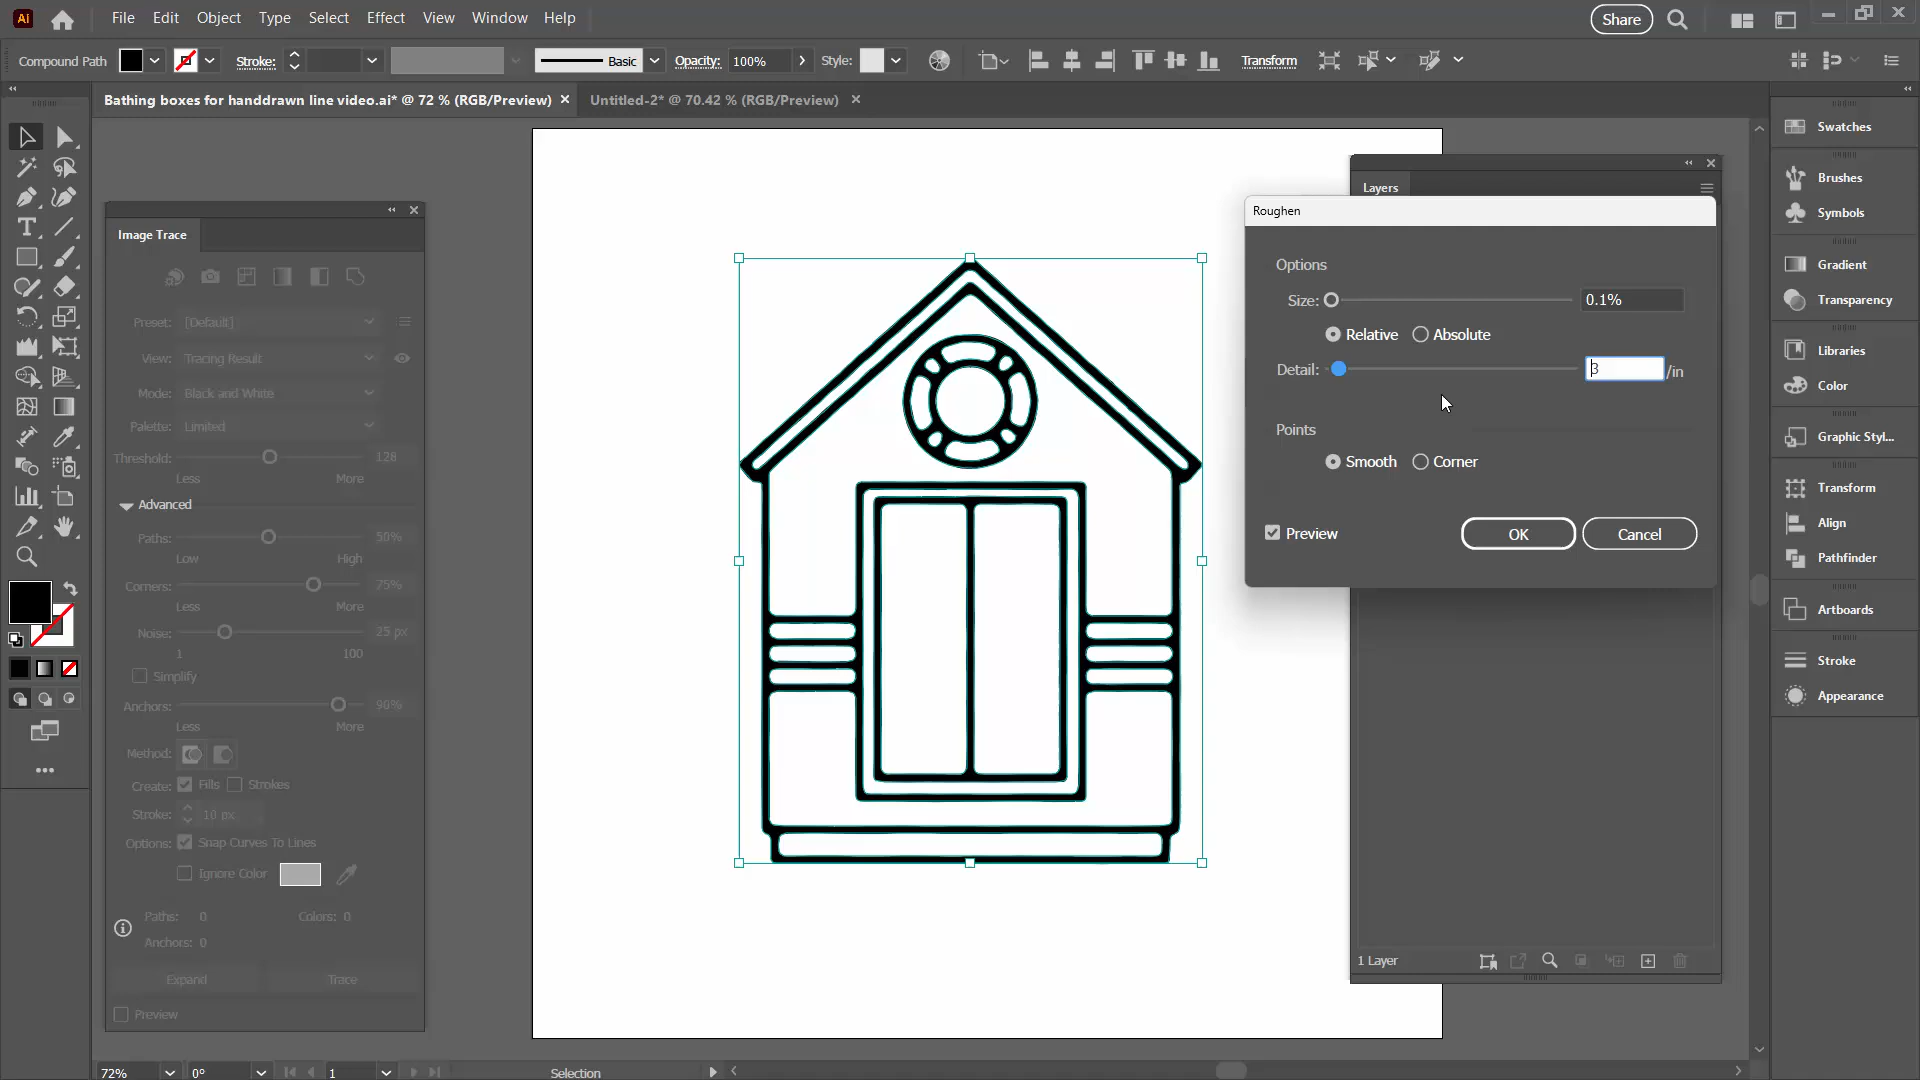 Ai File Edit Object Type Select Effect View Window Help Share
Compound Path Stroke: Basic Opacity: 100% Style: Transform
Bathing boxes for handdrawn line video.ai* @ 72 % (RGB/Preview) Untitled-2* @ 70.42 % (RGB/Preview)
Image Trace
Preset: [Default]
View: Tracing Result
Mode: Black and White
Palette: Limited
Threshold: 128
Less More
Advanced
Paths: 50%
Low High
Corners: 75%
Less More
Noise: 25 px
1 100
Simplify
Anchors: 90%
Less More
Method:
Create: Fills Strokes
Stroke: 10 px
Options: Snap Curves To Lines
Ignore Color
Paths: 0 Colors: 0
Anchors: 0
Expand Trace
Preview
Layers
Roughen
Options
Size: 0.1%
Relative Absolute
Detail: 3 /in
Points
Smooth Corner
Preview OK Cancel
1 Layer
Swatches
Brushes
Symbols
Gradient
Transparency
Libraries
Color
Graphic Styl...
Transform
Align
Pathfinder
Artboards
Stroke
Appearance
72% 0° 1 Selection